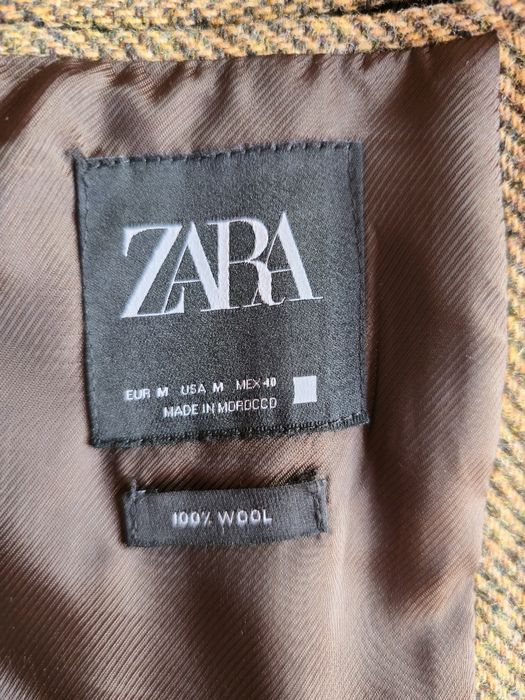 ZARA
EUR M USA M MEX 40
MADE IN MOROCCO
100% WOOL